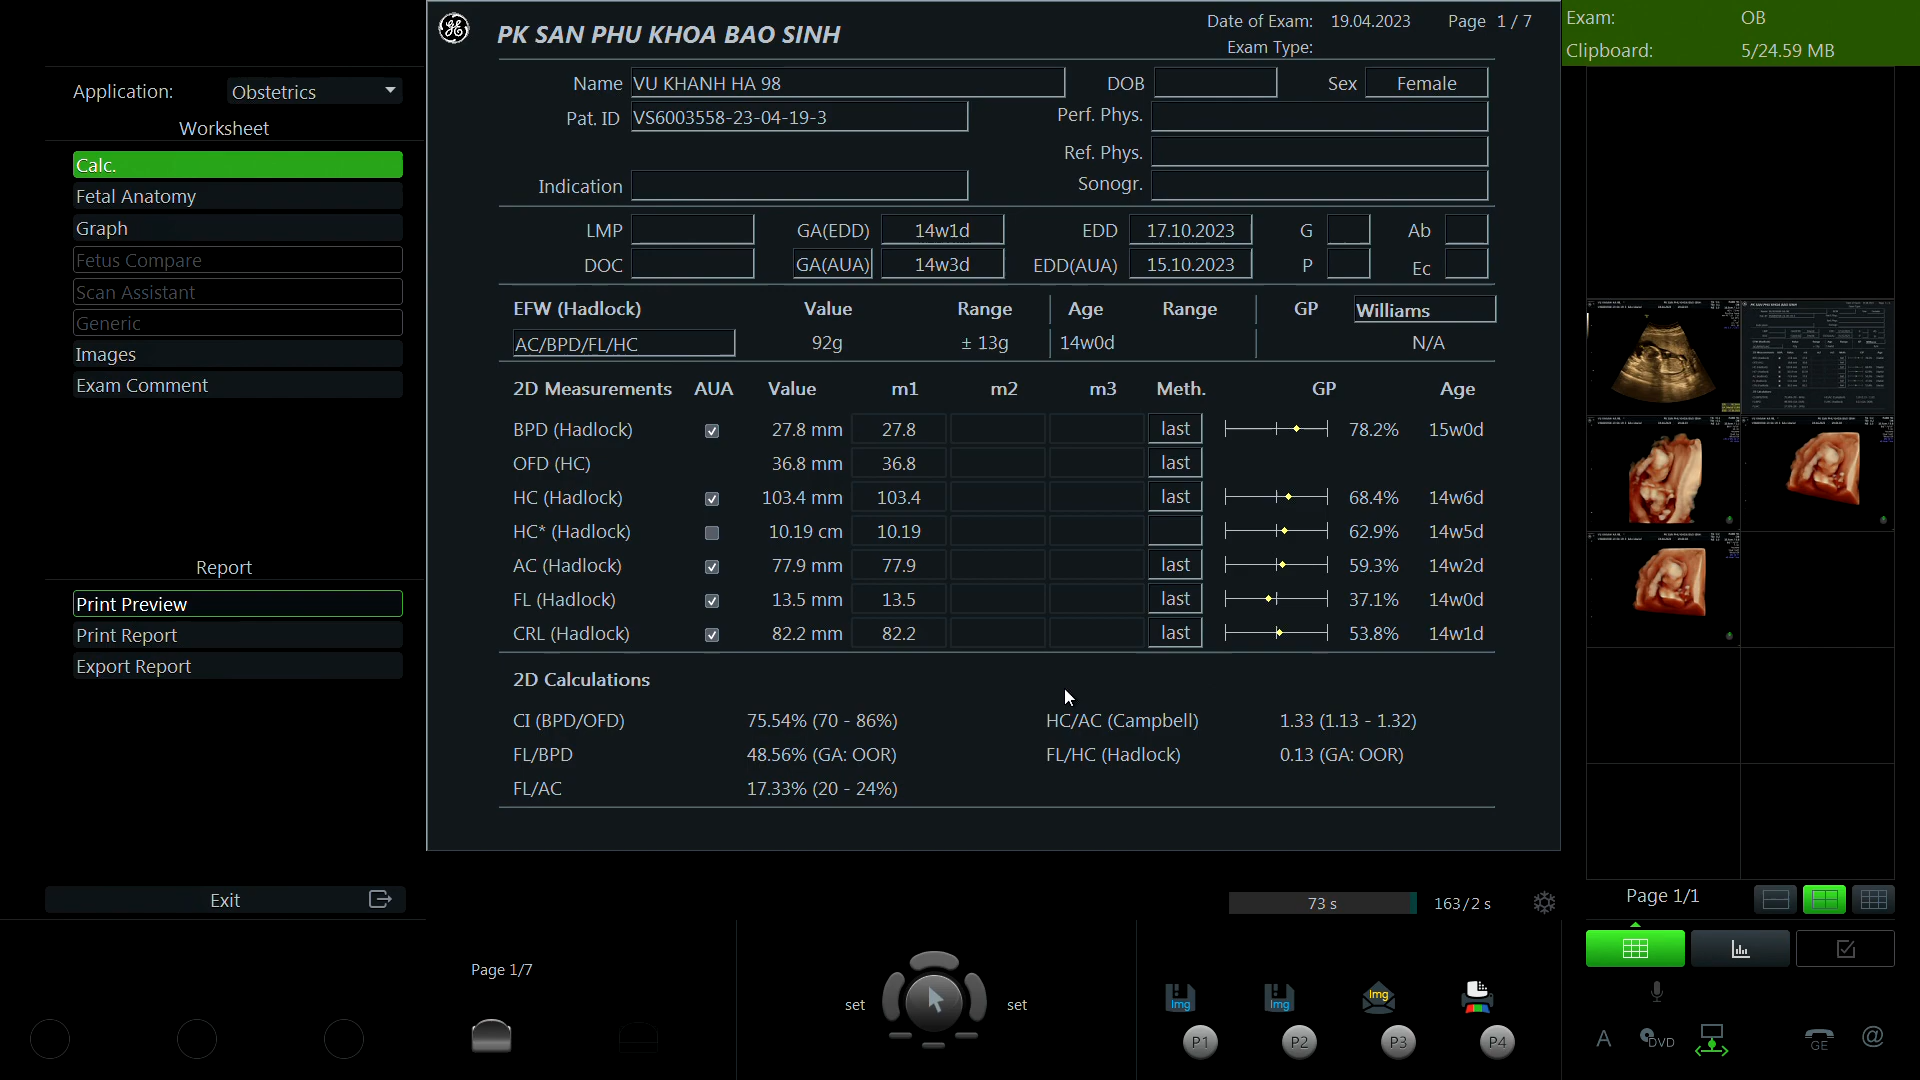 PK SAN PHU KHOA BAO SINH
Date of Exam: 19.04.2023 Page 1 / 7
Exam Type:
Exam: OB
Clipboard: 5/24.59 MB
Application: Obstetrics
Worksheet
Calc.
Fetal Anatomy
Graph
Fetus Compare
Scan Assistant
Generic
Images
Exam Comment
Report
Print Preview
Print Report
Export Report
Exit
Name VU KHANH HA 98 DOB Sex Female
Pat. ID VS6003558-23-04-19-3 Perf. Phys.
Ref. Phys.
Indication Sonogr.
LMP GA(EDD) 14w1d EDD 17.10.2023 G Ab
DOC GA(AUA) 14w3d EDD(AUA) 15.10.2023 P Ec
EFW (Hadlock) Value Range Age Range GP Williams
AC/BPD/FL/HC 92g ± 13g 14w0d N/A
2D Measurements AUA Value m1 m2 m3 Meth. GP Age
BPD (Hadlock) 27.8 mm 27.8 last 78.2% 15w0d
OFD (HC) 36.8 mm 36.8 last
HC (Hadlock) 103.4 mm 103.4 last 68.4% 14w6d
HC* (Hadlock) 10.19 cm 10.19 62.9% 14w5d
AC (Hadlock) 77.9 mm 77.9 last 59.3% 14w2d
FL (Hadlock) 13.5 mm 13.5 last 37.1% 14w0d
CRL (Hadlock) 82.2 mm 82.2 last 53.8% 14w1d
2D Calculations
CI (BPD/OFD) 75.54% (70 - 86%) HC/AC (Campbell) 1.33 (1.13 - 1.32)
FL/BPD 48.56% (GA: OOR) FL/HC (Hadlock) 0.13 (GA: OOR)
FL/AC 17.33% (20 - 24%)
73 s 163/2 s
Page 1/1
Page 1/7
set set
Img Img Img
P1 P2 P3 P4
A DVD GE @